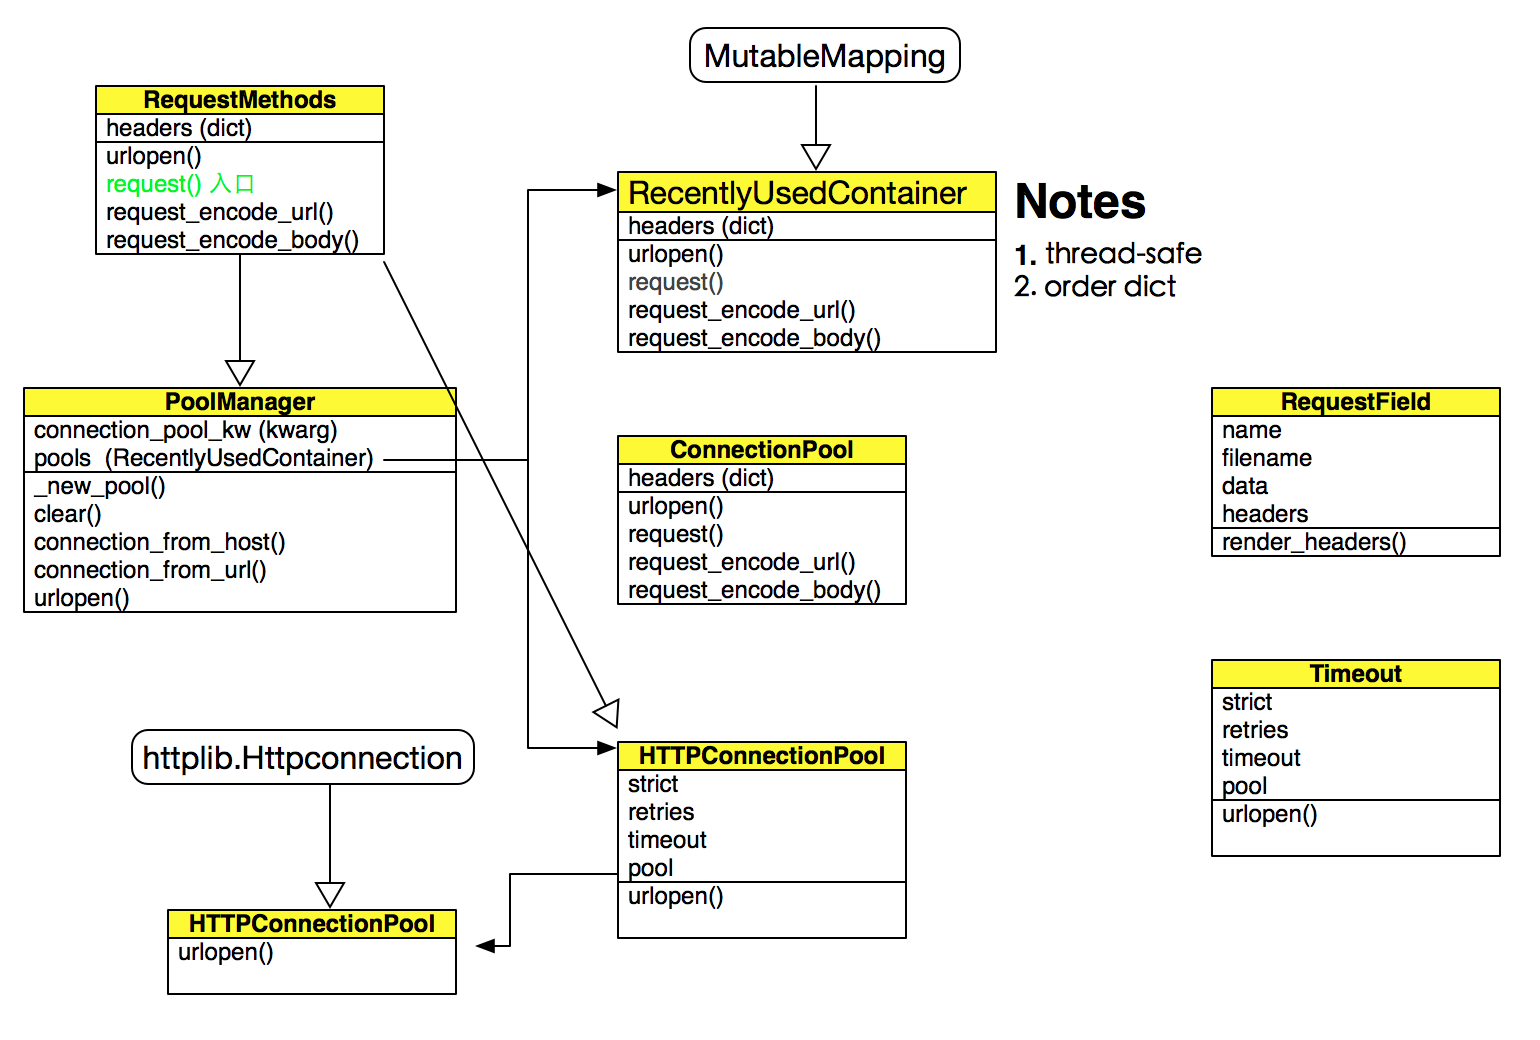 MutableMapping
RequestMethods
headers (dict)
urlopen()
request() 入口
request_encode_url()
request_encode_body()
RecentlyUsedContainer
headers (dict)
urlopen()
request()
request_encode_url()
request_encode_body()
Notes
1. thread-safe
2. order dict
PoolManager
connection_pool_kw (kwarg)
pools (RecentlyUsedContainer)
_new_pool()
clear()
connection_from_host()
connection_from_url()
urlopen()
ConnectionPool
headers (dict)
urlopen()
request()
request_encode_url()
request_encode_body()
RequestField
name
filename
data
headers
render_headers()
Timeout
strict
retries
timeout
pool
urlopen()
httplib.Httpconnection
HTTPConnectionPool
strict
retries
timeout
pool
urlopen()
HTTPConnectionPool
urlopen()